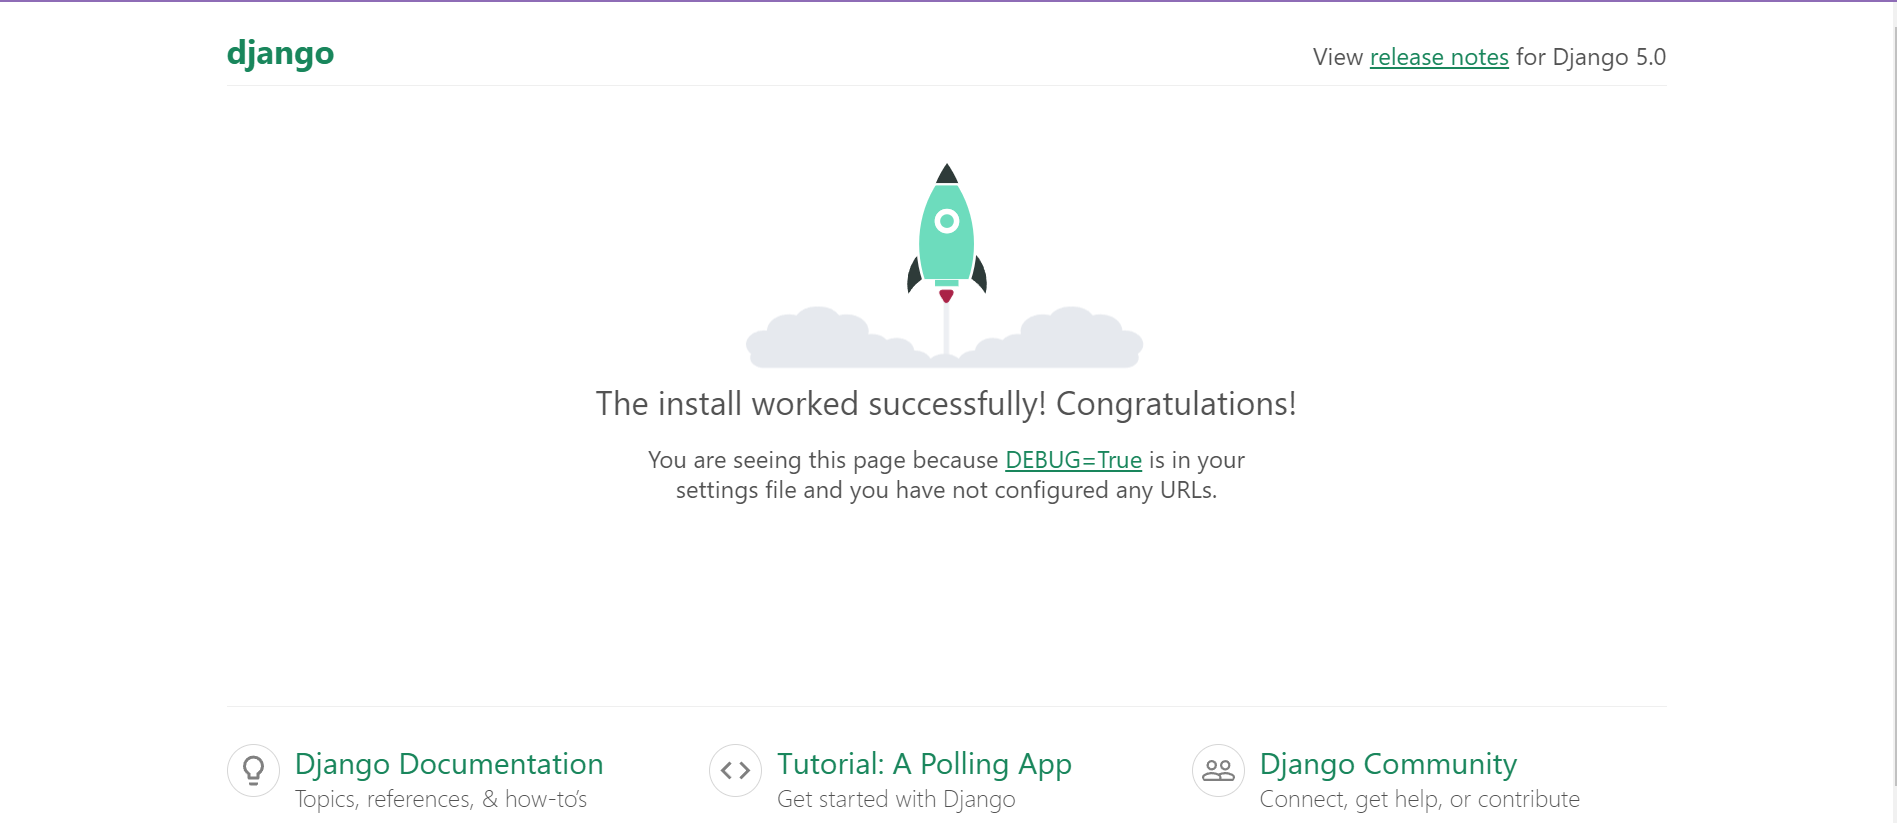 django
View release notes for Django 5.0
The install worked successfully! Congratulations!
You are seeing this page because DEBUG=True is in your
settings file and you have not configured any URLs.
Django Documentation
Topics, references, & how-to’s
Tutorial: A Polling App
Get started with Django
Django Community
Connect, get help, or contribute